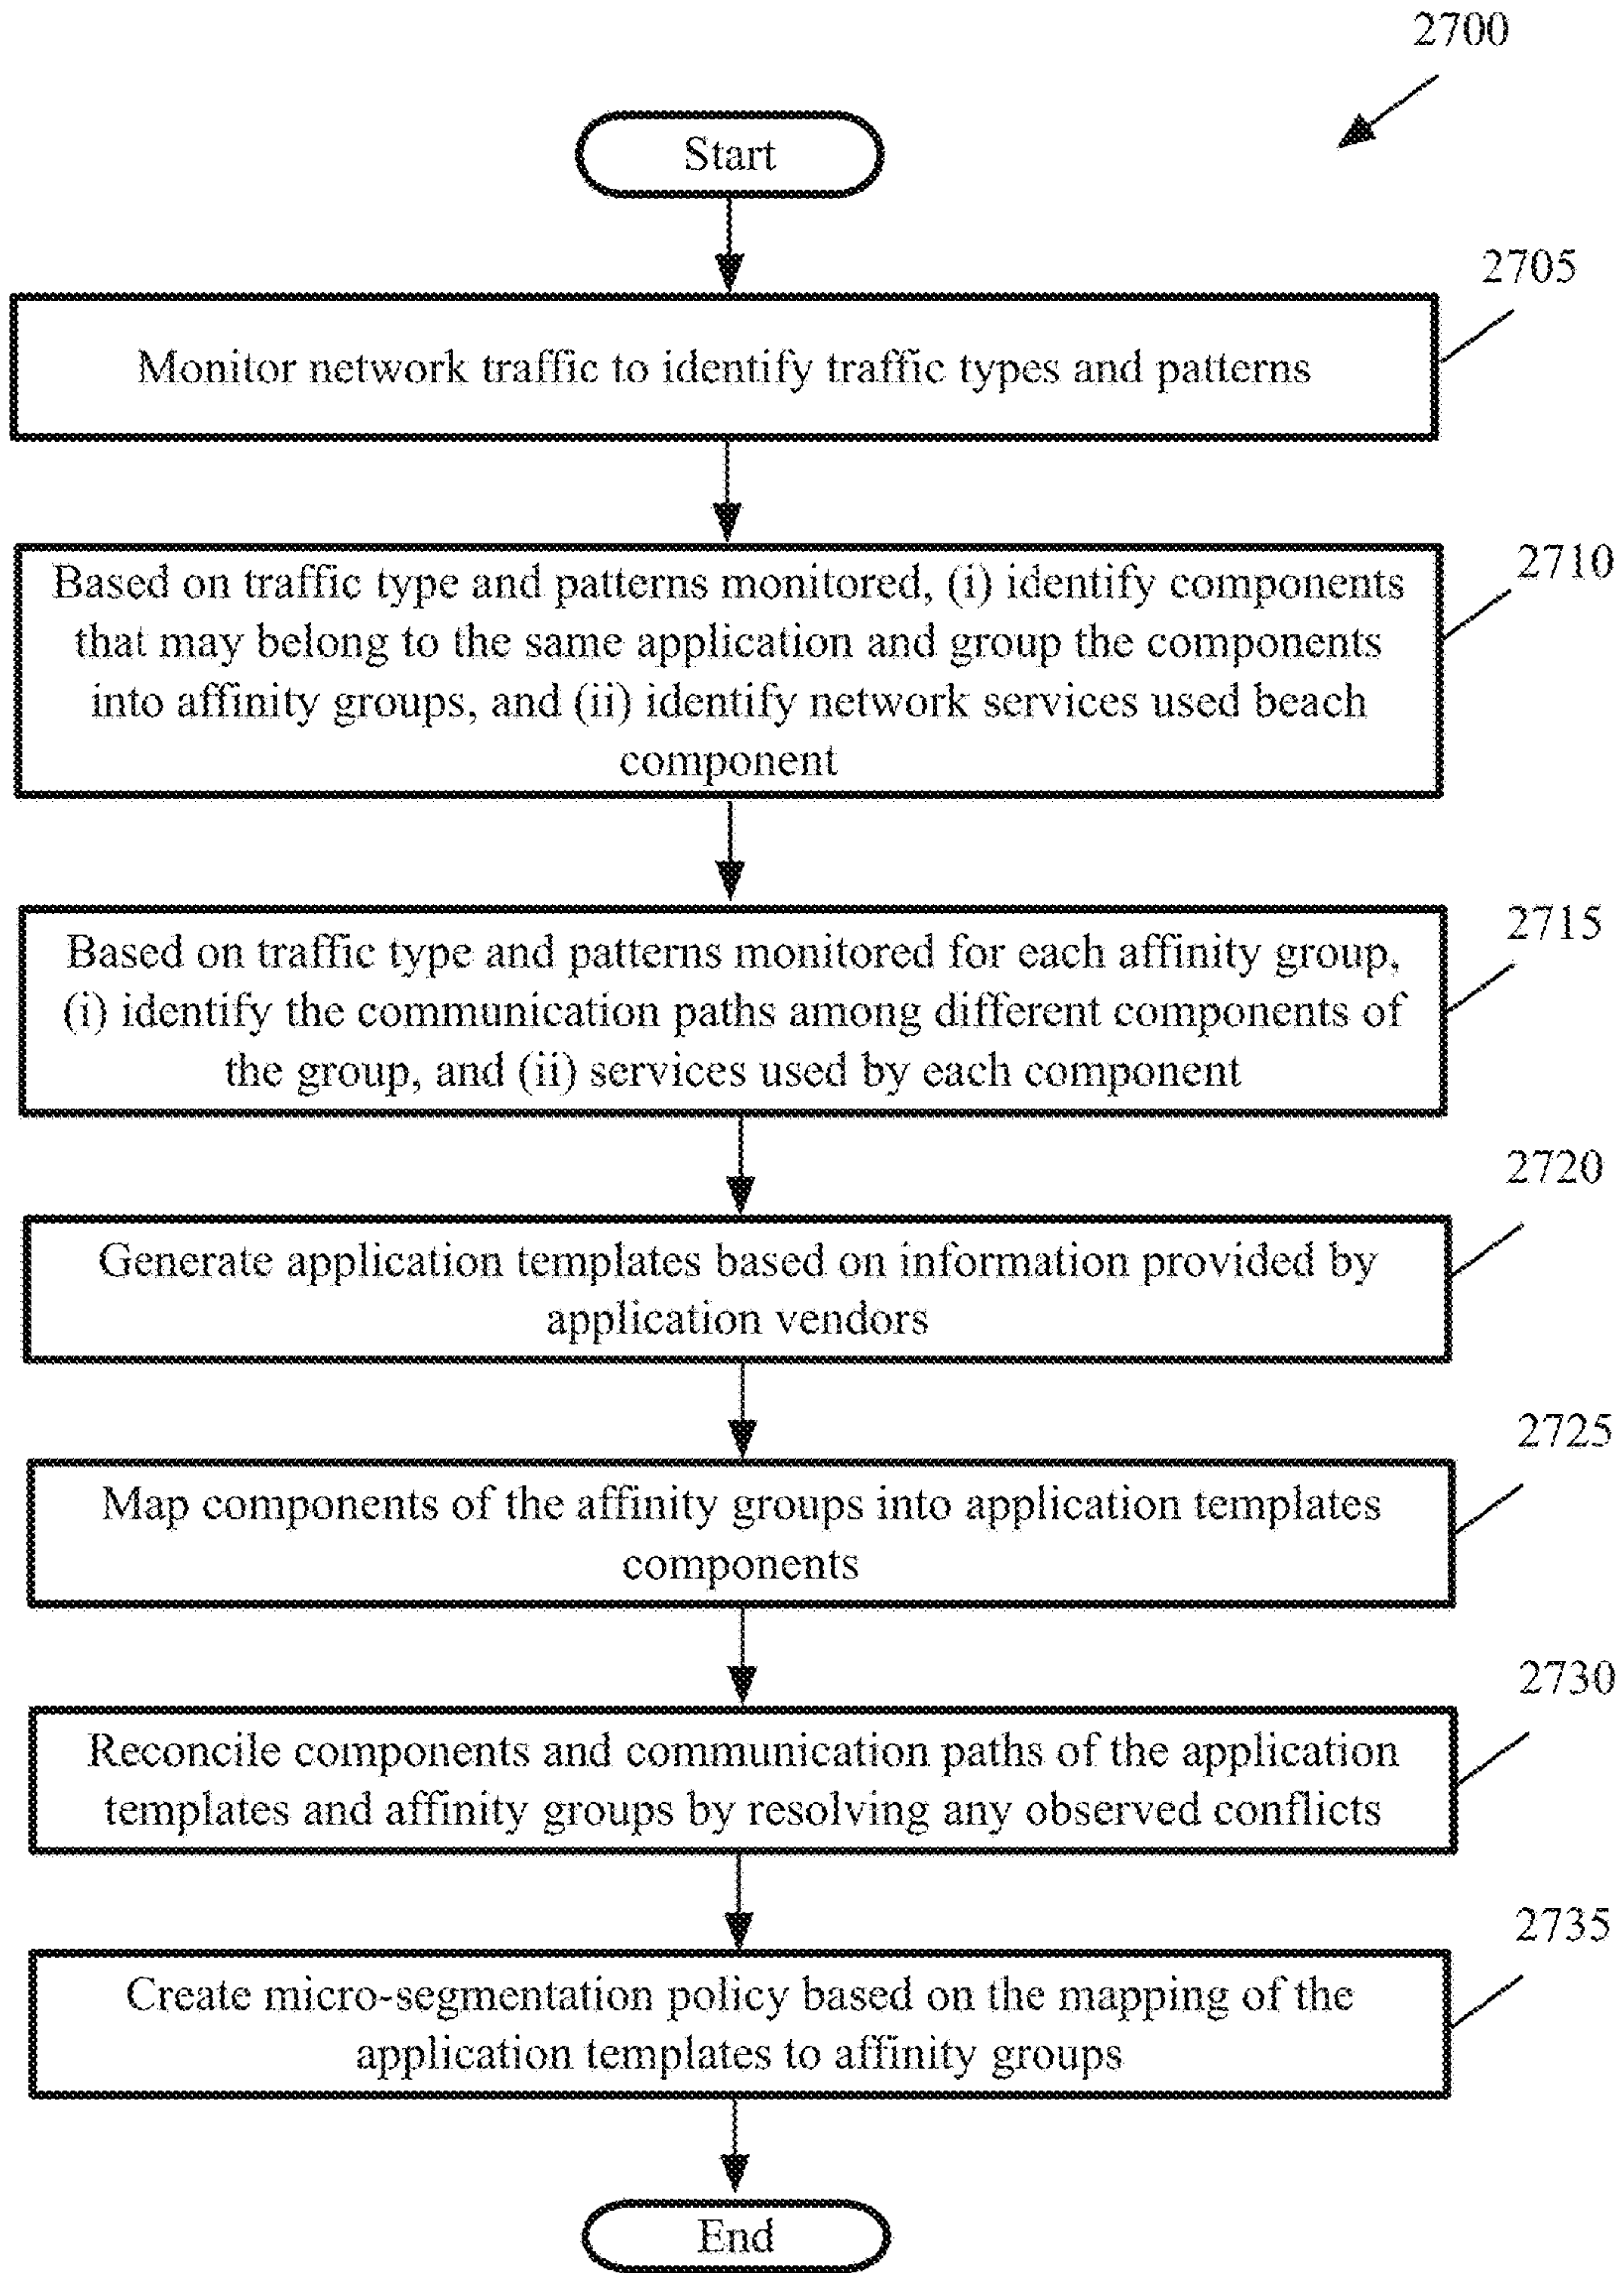 2700
Start
2705
Monitor network traffic to identify traffic types and patterns
2710
Based on traffic type and patterns monitored, (i) identify components
that may belong to the same application and group the components
into affinity groups, and (ii) identify network services used beach
component
2715
Based on traffic type and patterns monitored for each affinity group,
(i) identify the communication paths among different components of
the group, and (ii) services used by each component
2720
Generate application templates based on information provided by
application vendors
2725
Map components of the affinity groups into application templates
components
2730
Reconcile components and communication paths of the application
templates and affinity groups by resolving any observed conflicts
2735
Create micro-segmentation policy based on the mapping of the
application templates to affinity groups
End